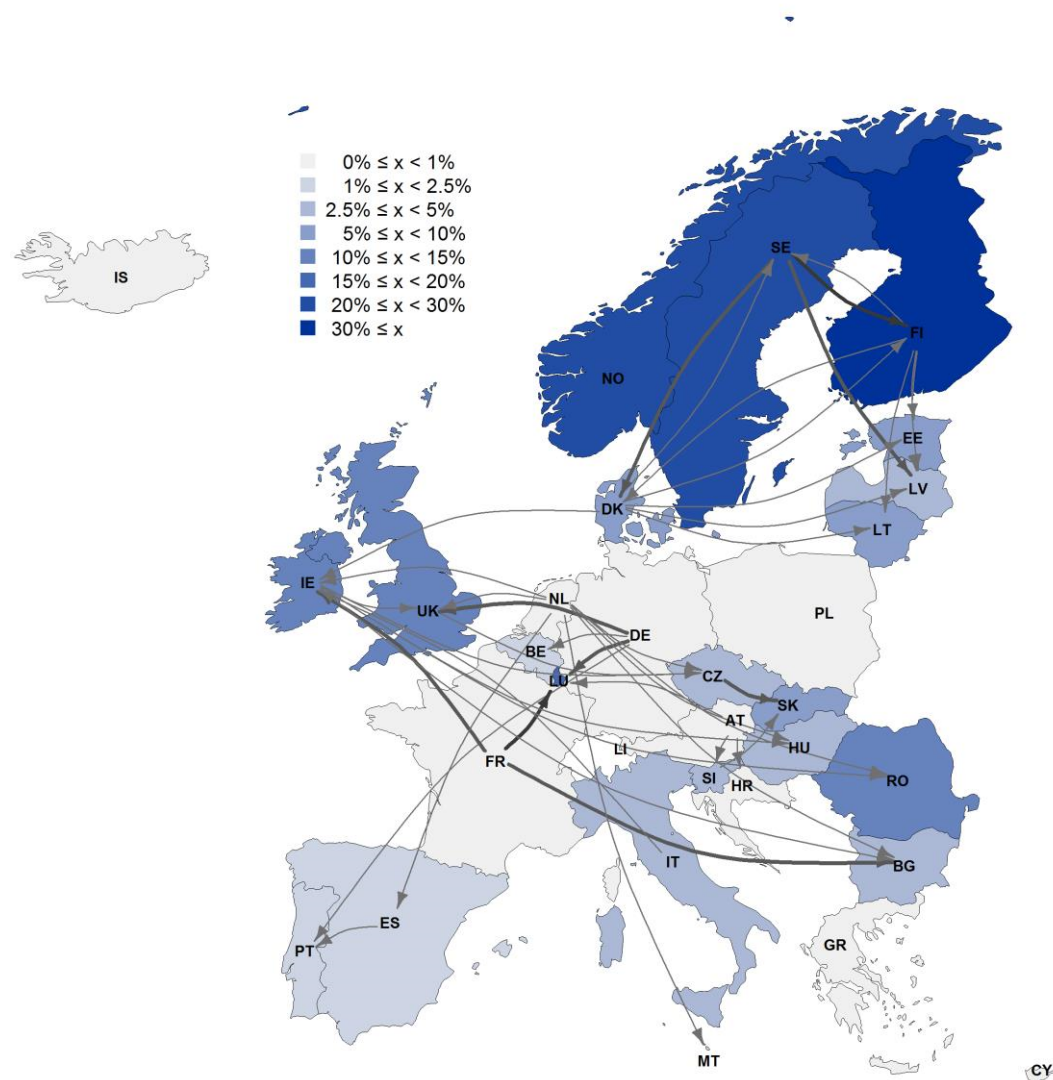 0% ≤ x < 1%
1% ≤ x < 2.5%
2.5% ≤ x < 5%
5% ≤ x < 10%
10% ≤ x < 15%
15% ≤ x < 20%
20% ≤ x < 30%
30% ≤ x
SE
IS
FI
NO
EE
LV
DK
LT
IE
NL
UK
PL
DE
BE
CZ
LU
SK
AT
LI
HU
FR
SI
HR
RO
IT
BG
ES
GR
PT
MT
CY